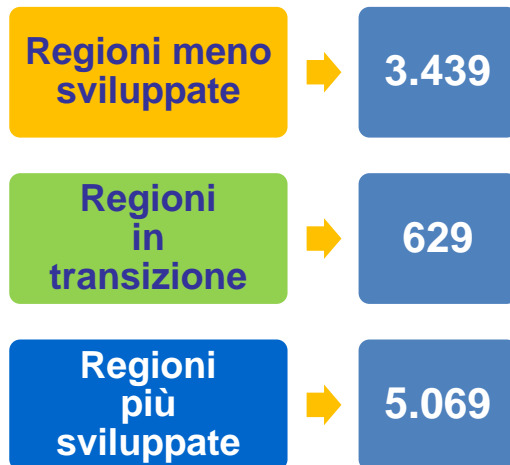 Regioni meno
sviluppate
3.439
Regioni
in
transizione
629
Regioni
più
sviluppate
5.069